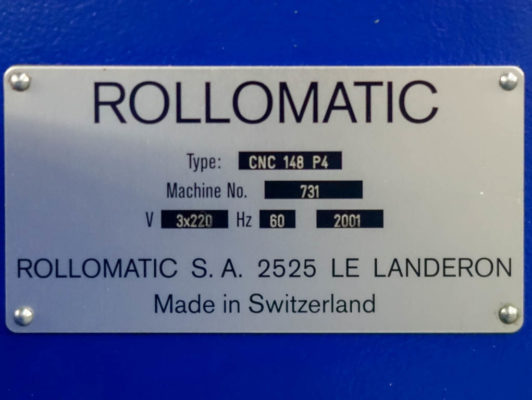 ROLLOMATIC
Type: CNC 148 P4
Machine No. 731
V 3x220 Hz 60 2001
ROLLOMATIC S.A. 2525 LE LANDERON
Made in Switzerland